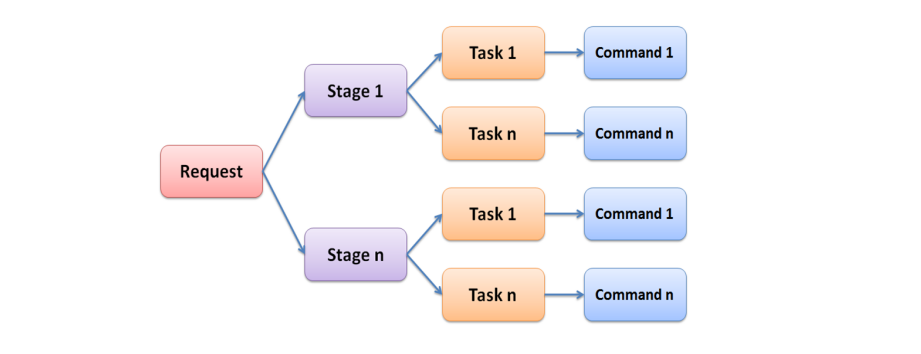 Request
Stage 1
Task 1
Command 1
Task n
Command n
Stage n
Task 1
Command 1
Task n
Command n